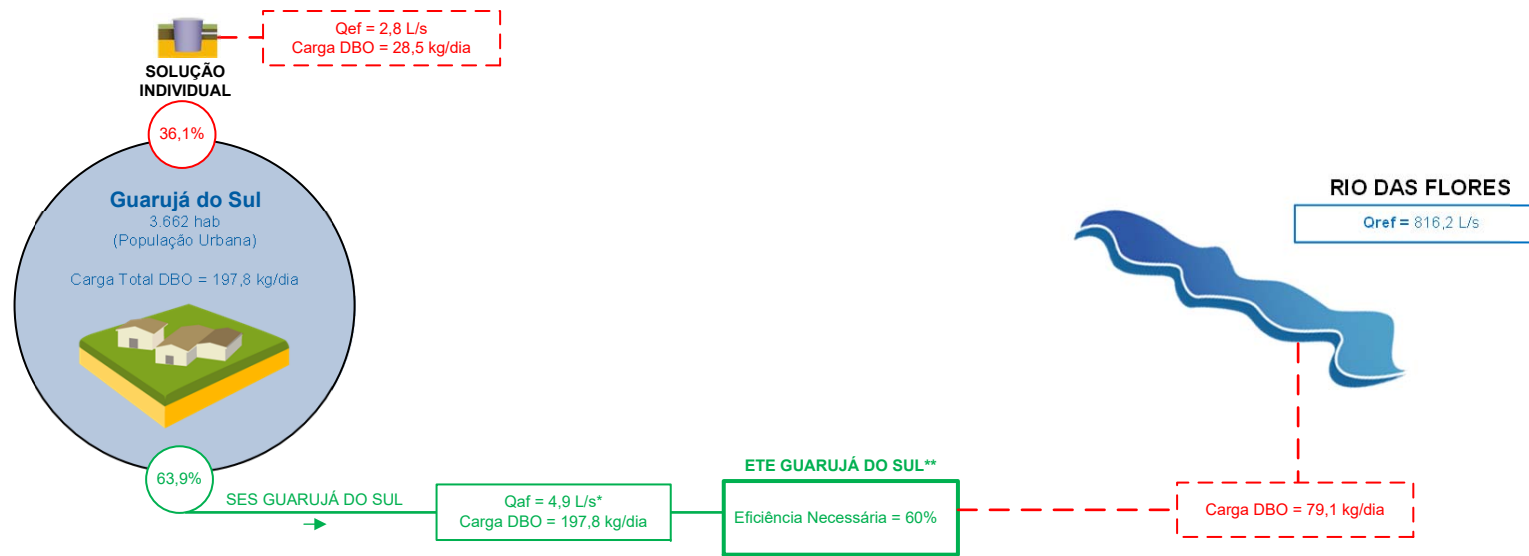 Qef = 2,8 L/s
Carga DBO = 28,5 kg/dia
SOLUÇÃO
INDIVIDUAL
36,1%
Guarujá do Sul
3.662 hab
(População Urbana)
Carga Total DBO = 197,8 kg/dia
RIO DAS FLORES
Qref = 816,2 L/s
63,9%
SES GUARUJÁ DO SUL
Qaf = 4,9 L/s*
Carga DBO = 197,8 kg/dia
ETE GUARUJÁ DO SUL**
Eficiência Necessária = 60%
Carga DBO = 79,1 kg/dia